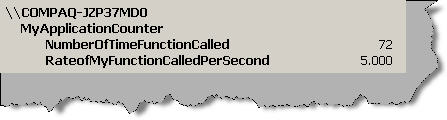 \\COMPAQ-JZP37MD0
MyApplicationCounter
NumberOfTimeFunctionCalled 72
RateofMyFunctionCalledPerSecond 5.000